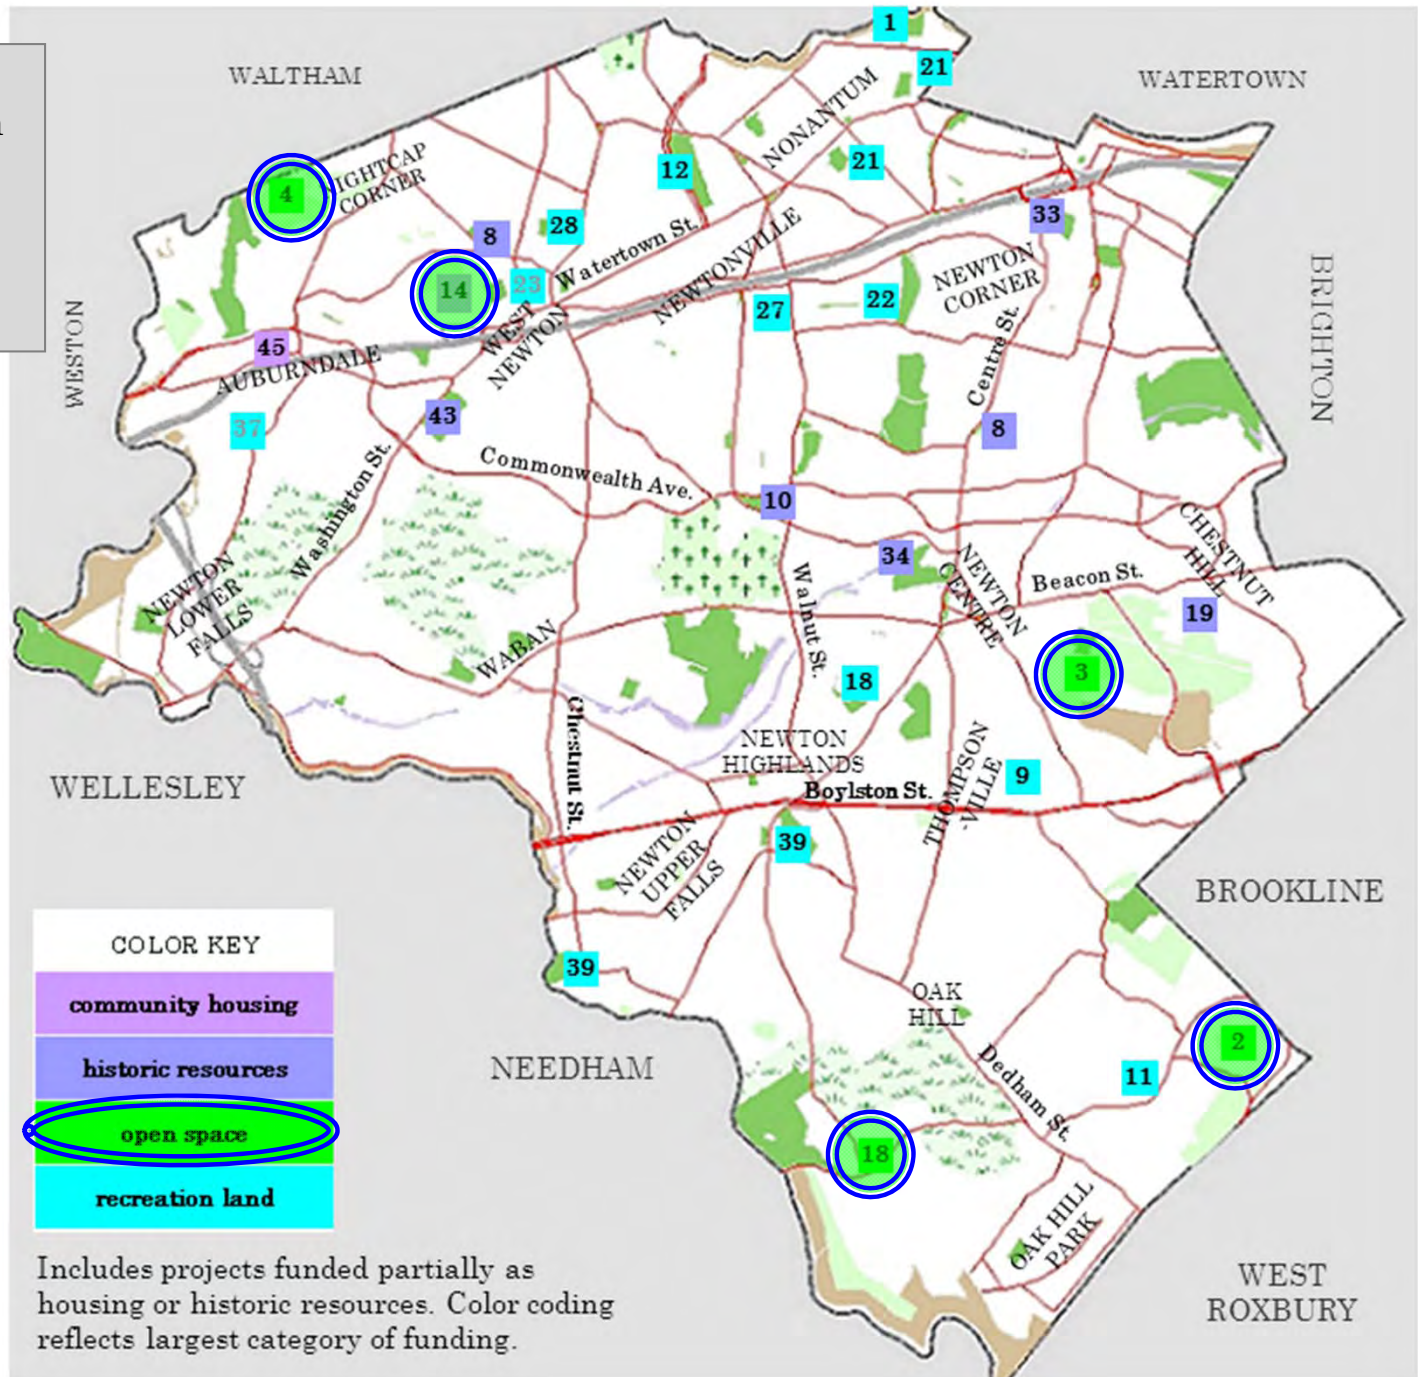 1
WALTHAM
21
WATERTOWN
NONANTUM
12
21
4
NIGHTCAP
CORNER
33
8
28
Watertown St.
NEWTONVILLE
NEWTON
CORNER
BRIGHTON
14
23
22
27
WEST
NEWTON
WESTON
45
AUBURNDALE
Centre St.
43
37
8
Commonwealth Ave.
10
Washington St.
CHESTNUT
HILL
34
NEWTON
CENTRE
Beacon St.
NEWTON
LOWER
FALLS
Walnut St.
19
WABAN
3
18
Chestnut St.
NEWTON
HIGHLANDS
THOMPSON
-VILLE
9
WELLESLEY
Boylston St.
39
NEWTON
UPPER
FALLS
BROOKLINE
39
OAK
HILL
2
NEEDHAM
Dedham St.
11
18
OAK HILL
PARK
WEST
ROXBURY
COLOR KEY
community housing
historic resources
open space
recreation land
Includes projects funded partially as
housing or historic resources. Color coding
reflects largest category of funding.